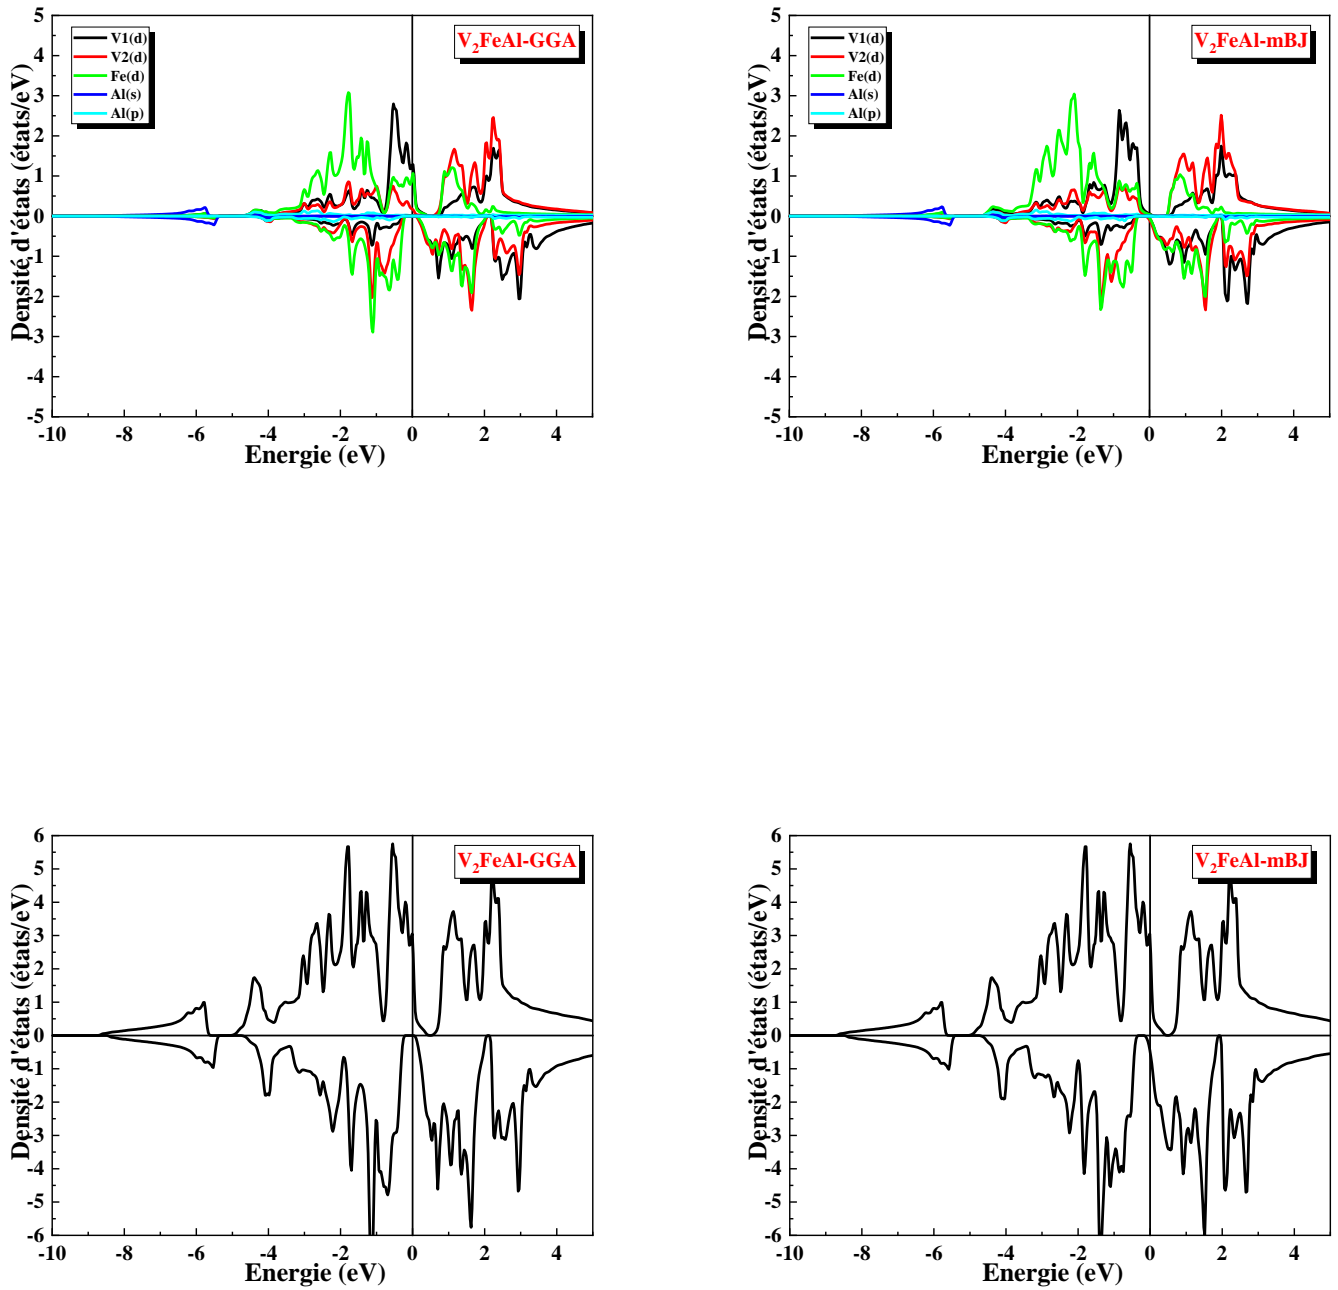 V2FeAl-GGA
V1(d)
V2(d)
Fe(d)
Al(s)
Al(p)
Densité d'états (états/eV)
5
4
3
2
1
0
-1
-2
-3
-4
-5
-10 -8 -6 -4 -2 0 2 4
Energie (eV)
V2FeAl-mBJ
V1(d)
V2(d)
Fe(d)
Al(s)
Al(p)
Densité d'états (états/eV)
5
4
3
2
1
0
-1
-2
-3
-4
-5
-10 -8 -6 -4 -2 0 2 4
Energie (eV)
V2FeAl-GGA
Densité d'états (états/eV)
6
5
4
3
2
1
0
-1
-2
-3
-4
-5
-6
-10 -8 -6 -4 -2 0 2 4
Energie (eV)
V2FeAl-mBJ
Densité d'états (états/eV)
6
5
4
3
2
1
0
-1
-2
-3
-4
-5
-6
-10 -8 -6 -4 -2 0 2 4
Energie (eV)